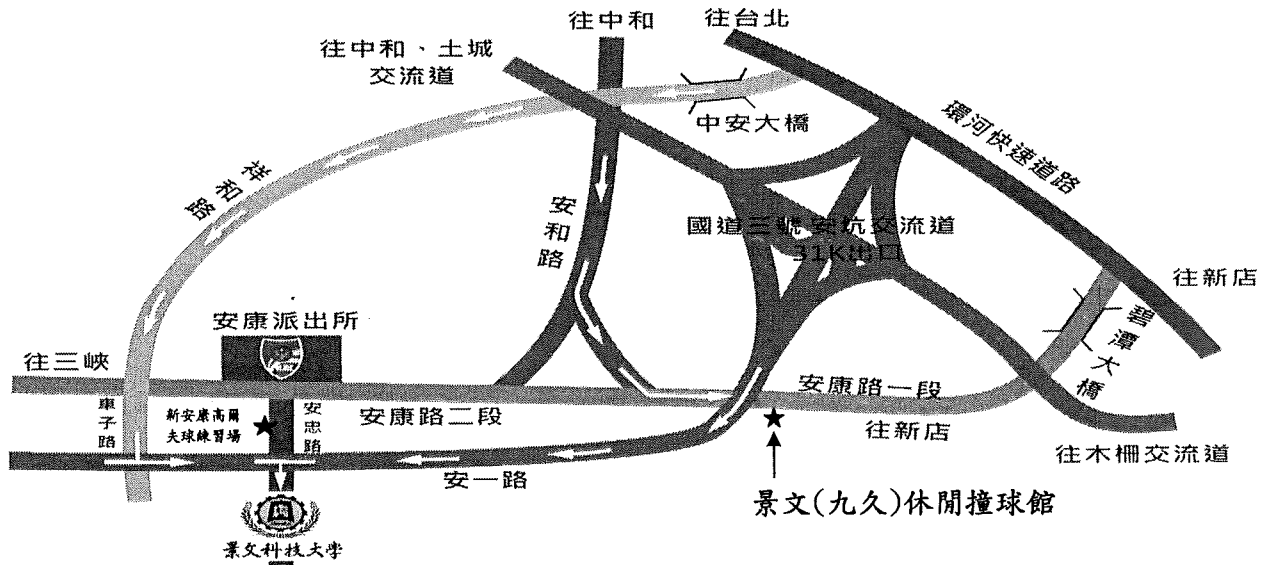 往中和
往台北
往中和、土城
交流道
中安大橋
環河快速道路
祥和路
安和路
國道三號 安坑交流道
31K出口
往新店
碧潭大橋
安康派出所
往三峽
車子路
新安康高爾
夫球練習場
安忠路
安康路二段
安康路一段
往新店
往木柵交流道
安一路
景文(九久)休閒撞球館
景文科技大學